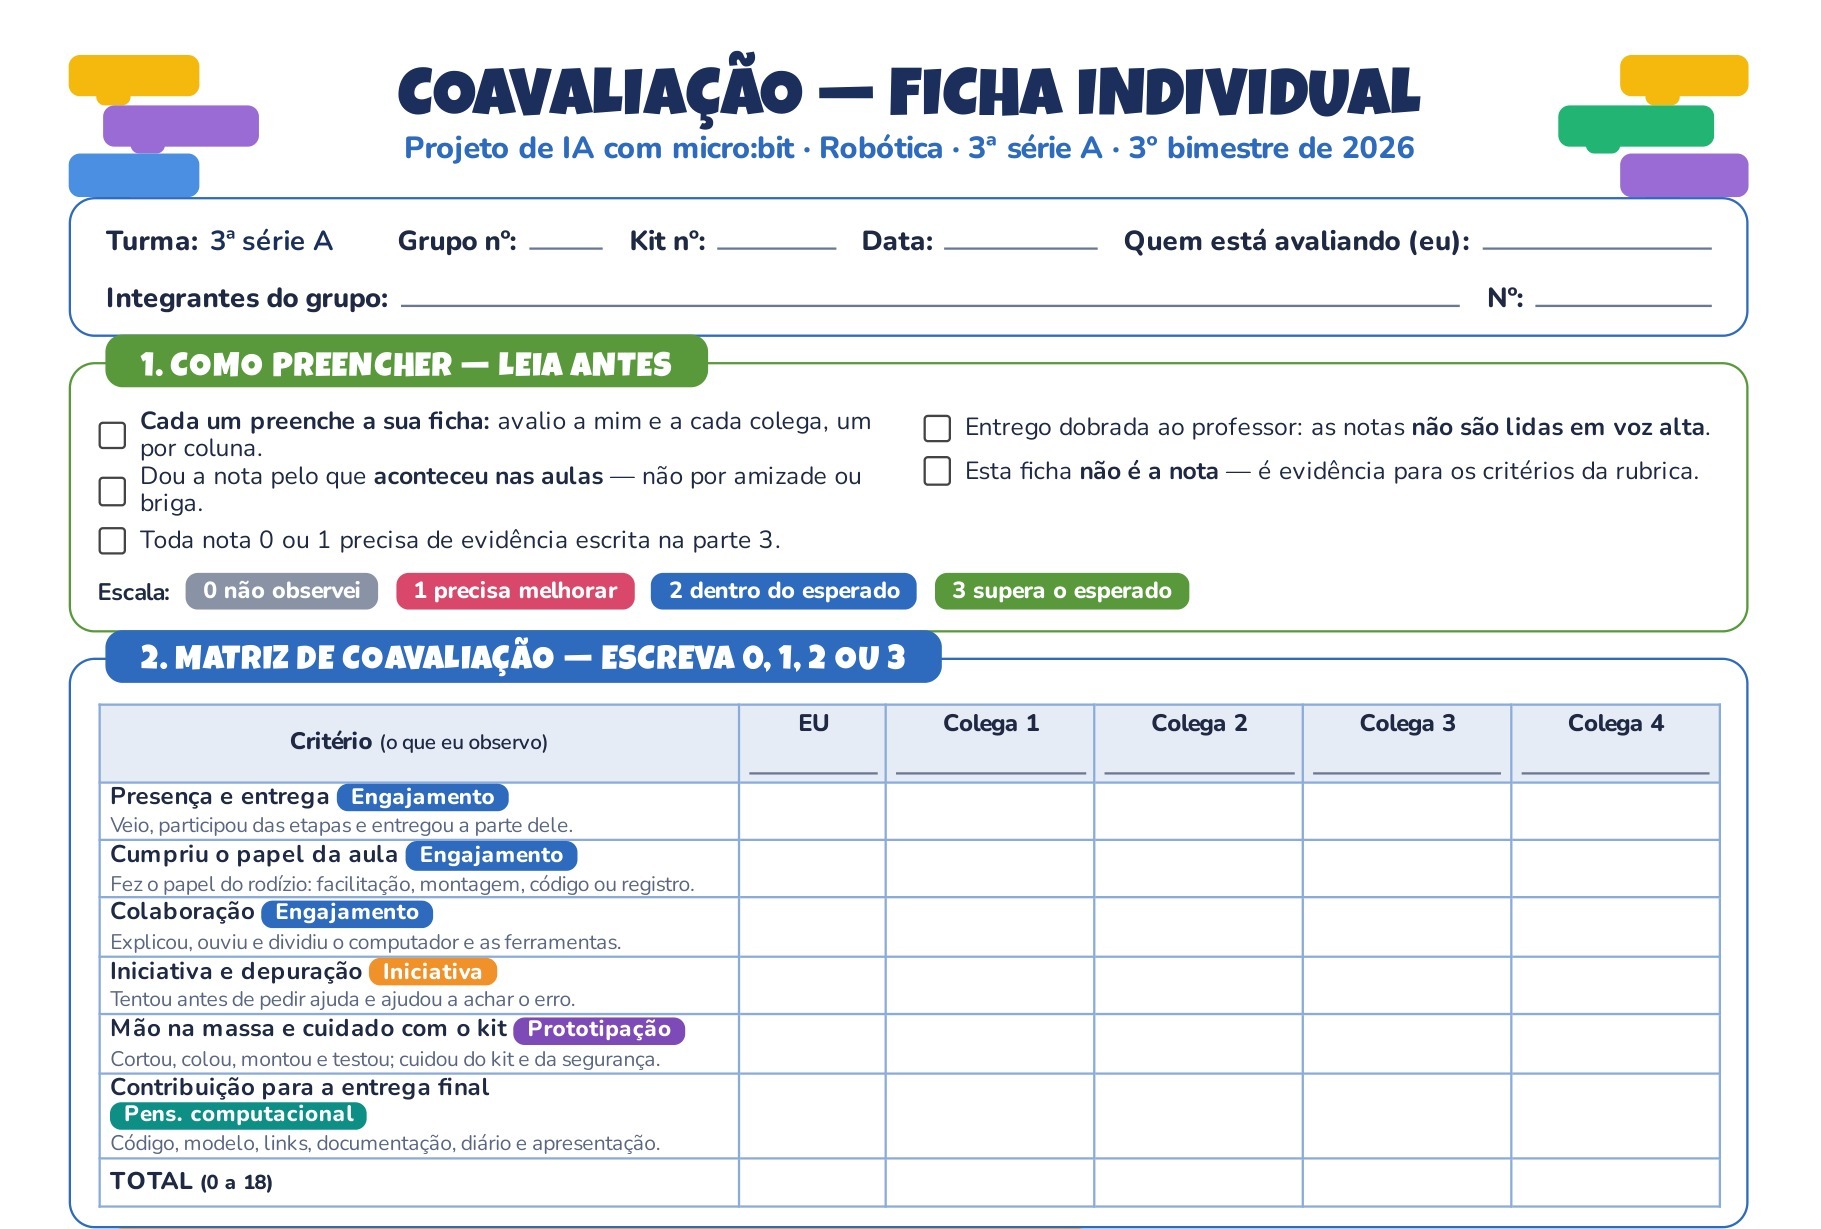 COAVALIAÇÃO — FICHA INDIVIDUAL
Projeto de IA com micro:bit · Robótica · 3ª série A · 3º bimestre de 2026
Turma: 3ª série A Grupo nº: Kit nº: Data: Quem está avaliando (eu):
Integrantes do grupo: Nº:
1. COMO PREENCHER — LEIA ANTES
Cada um preenche a sua ficha: avalio a mim e a cada colega, um
por coluna.
Dou a nota pelo que aconteceu nas aulas — não por amizade ou
briga.
Toda nota 0 ou 1 precisa de evidência escrita na parte 3.
Entrego dobrada ao professor: as notas não são lidas em voz alta.
Esta ficha não é a nota — é evidência para os critérios da rubrica.
Escala: 0 não observei 1 precisa melhorar 2 dentro do esperado 3 supera o esperado
2. MATRIZ DE COAVALIAÇÃO — ESCREVA 0, 1, 2 OU 3
Critério (o que eu observo) EU Colega 1 Colega 2 Colega 3 Colega 4
Presença e entrega Engajamento
Veio, participou das etapas e entregou a parte dele.
Cumpriu o papel da aula Engajamento
Fez o papel do rodízio: facilitação, montagem, código ou registro.
Colaboração Engajamento
Explicou, ouviu e dividiu o computador e as ferramentas.
Iniciativa e depuração Iniciativa
Tentou antes de pedir ajuda e ajudou a achar o erro.
Mão na massa e cuidado com o kit Prototipação
Cortou, colou, montou e testou; cuidou do kit e da segurança.
Contribuição para a entrega final
Pens. computacional
Código, modelo, links, documentação, diário e apresentação.
TOTAL (0 a 18)